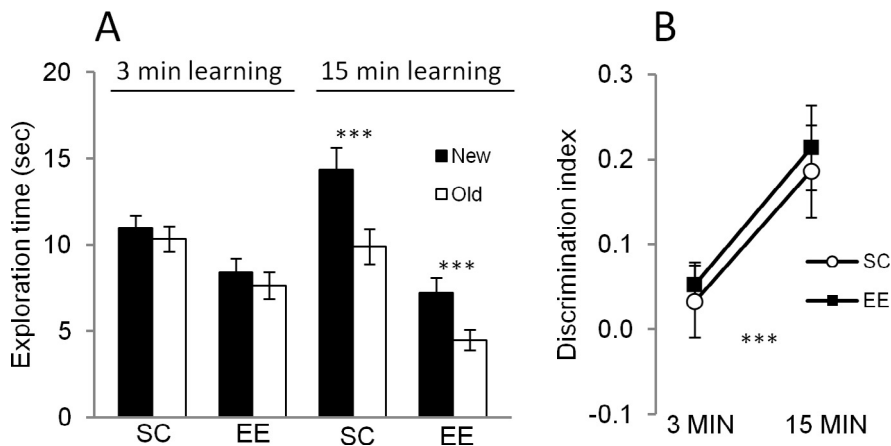 A
3 min learning
15 min learning
Exploration time (sec)
20
15
10
5
0
***
***
New
Old
SC
EE
SC
EE
B
Discrimination index
0.3
0.2
0.1
0.0
-0.1
SC
EE
***
3 MIN
15 MIN